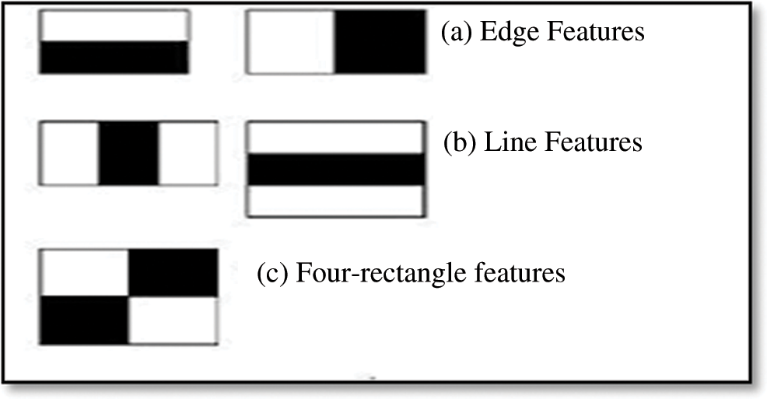 (a) Edge Features
(b) Line Features
(c) Four-rectangle features